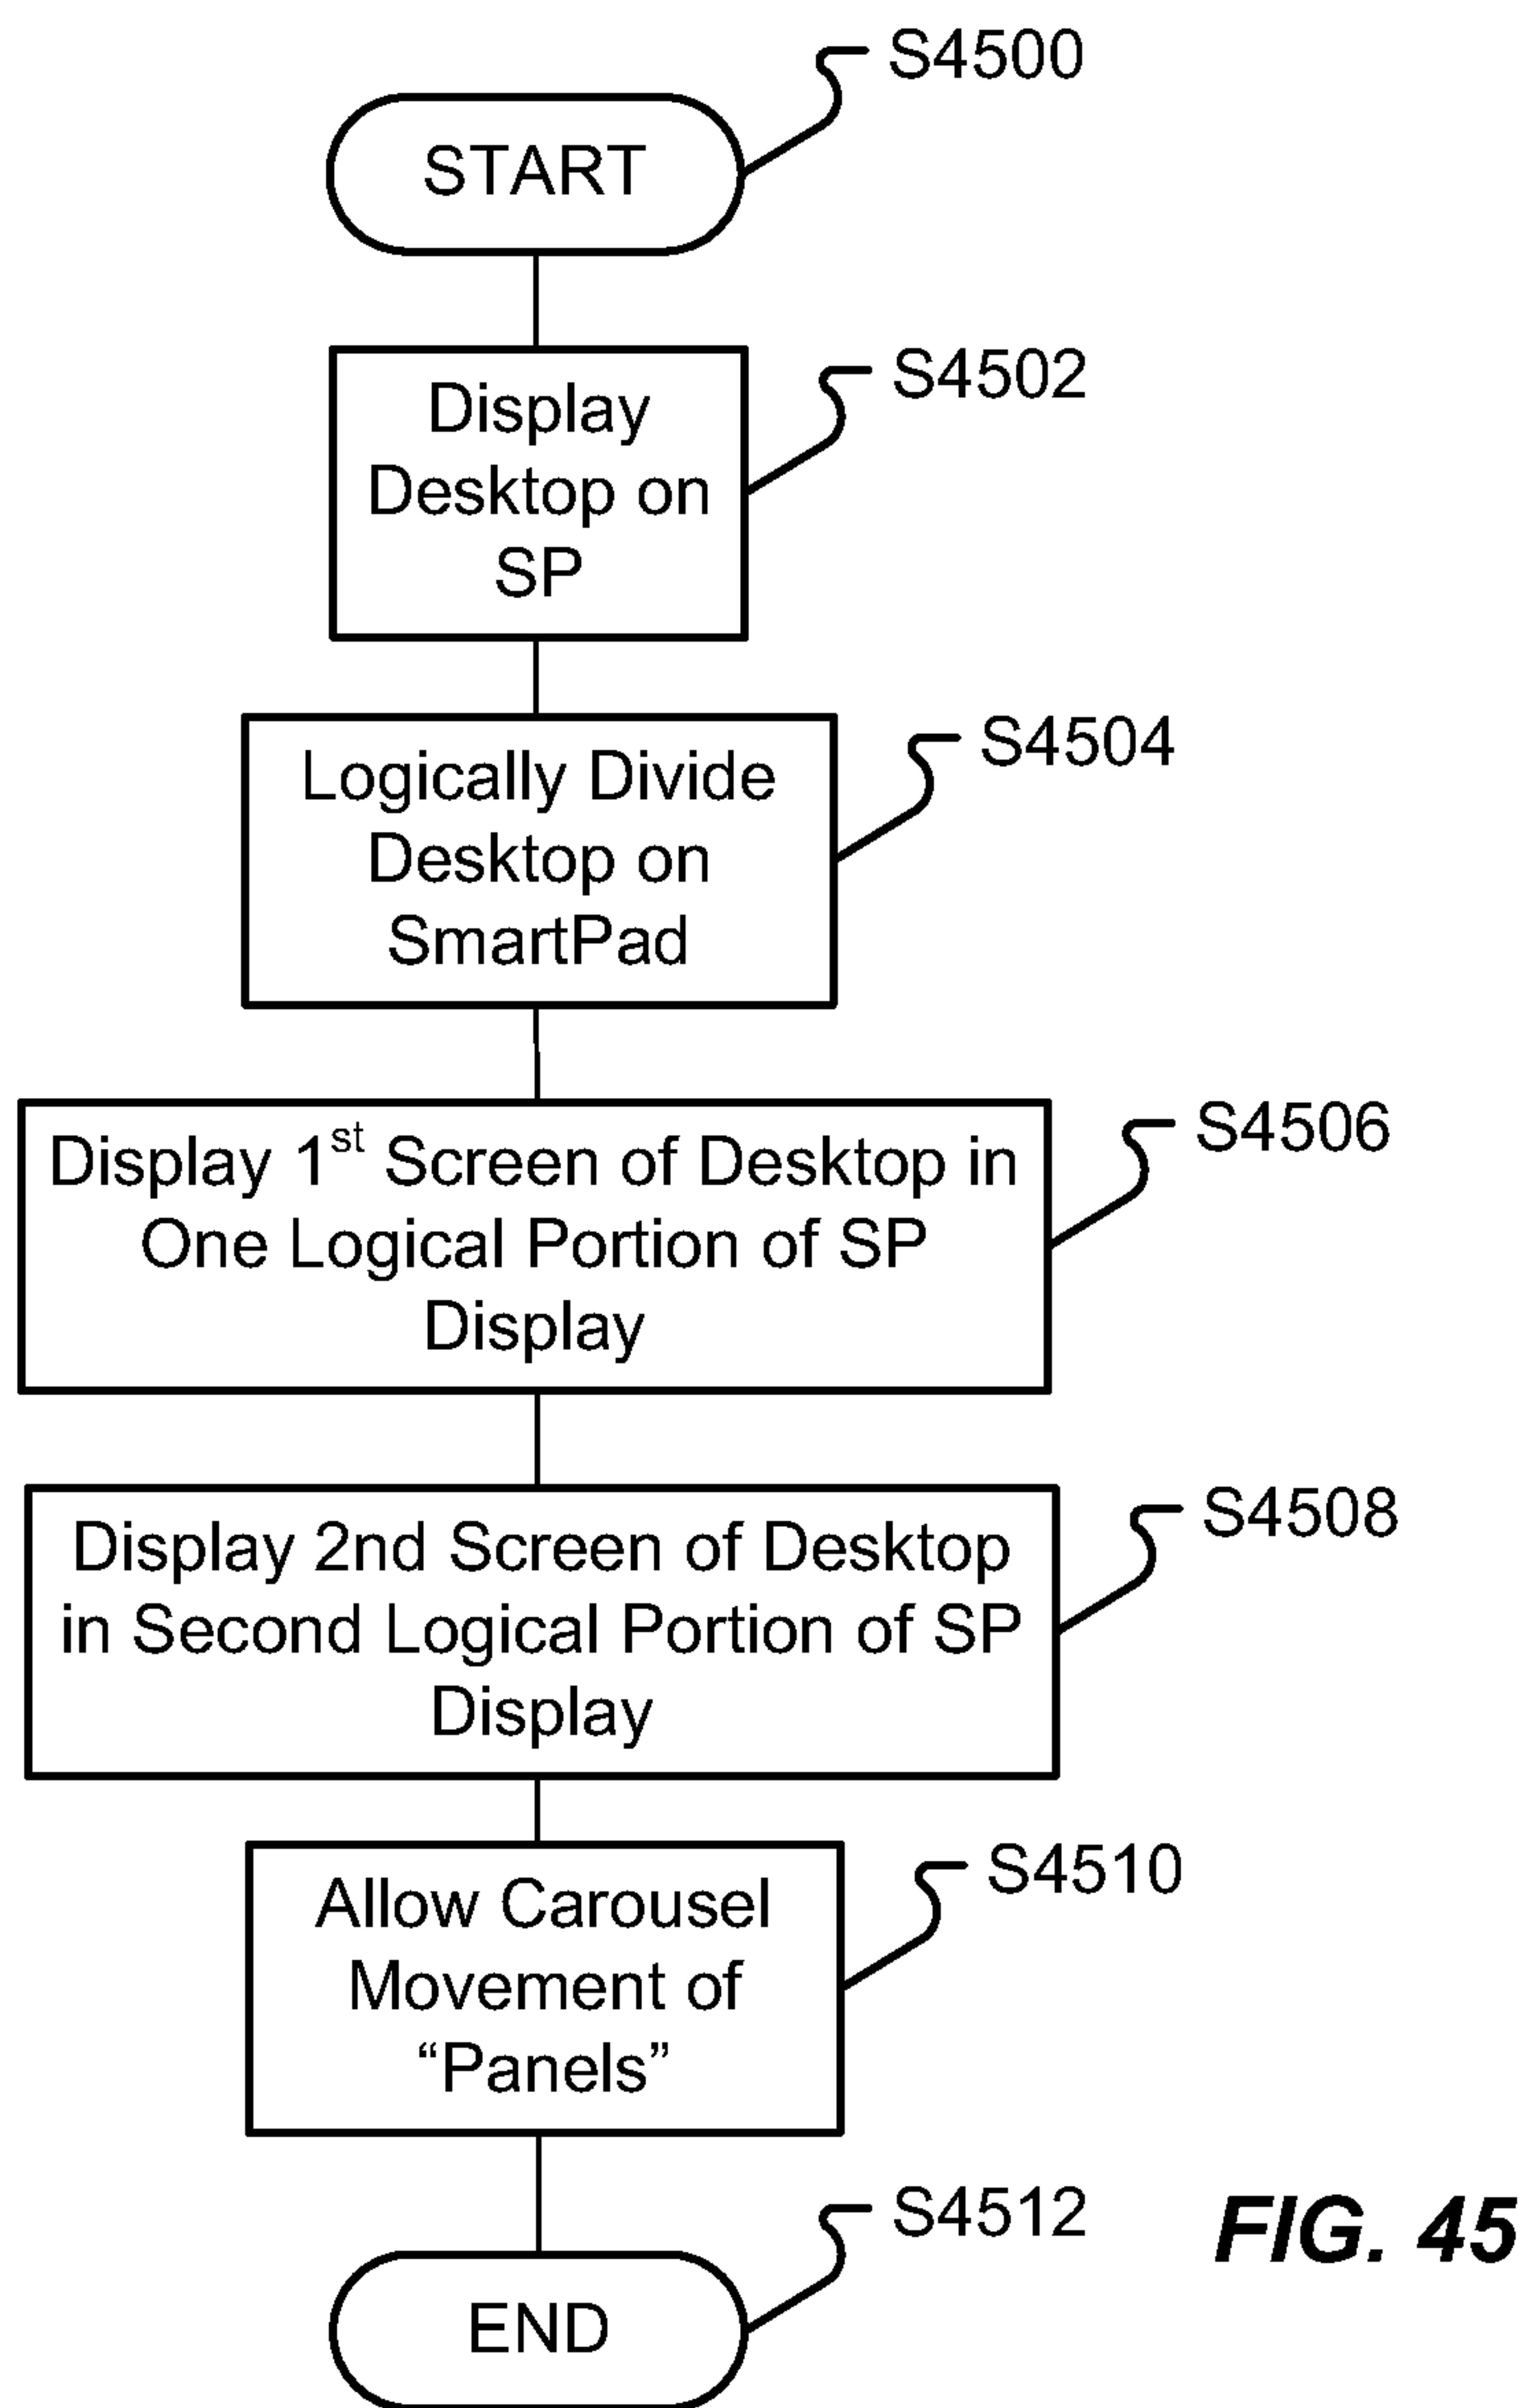 S4500
START
S4502
Display
Desktop on
SP
S4504
Logically Divide
Desktop on
SmartPad
S4506
Display 1st Screen of Desktop in
One Logical Portion of SP
Display
S4508
Display 2nd Screen of Desktop
in Second Logical Portion of SP
Display
S4510
Allow Carousel
Movement of
“Panels”
S4512
END
FIG. 45